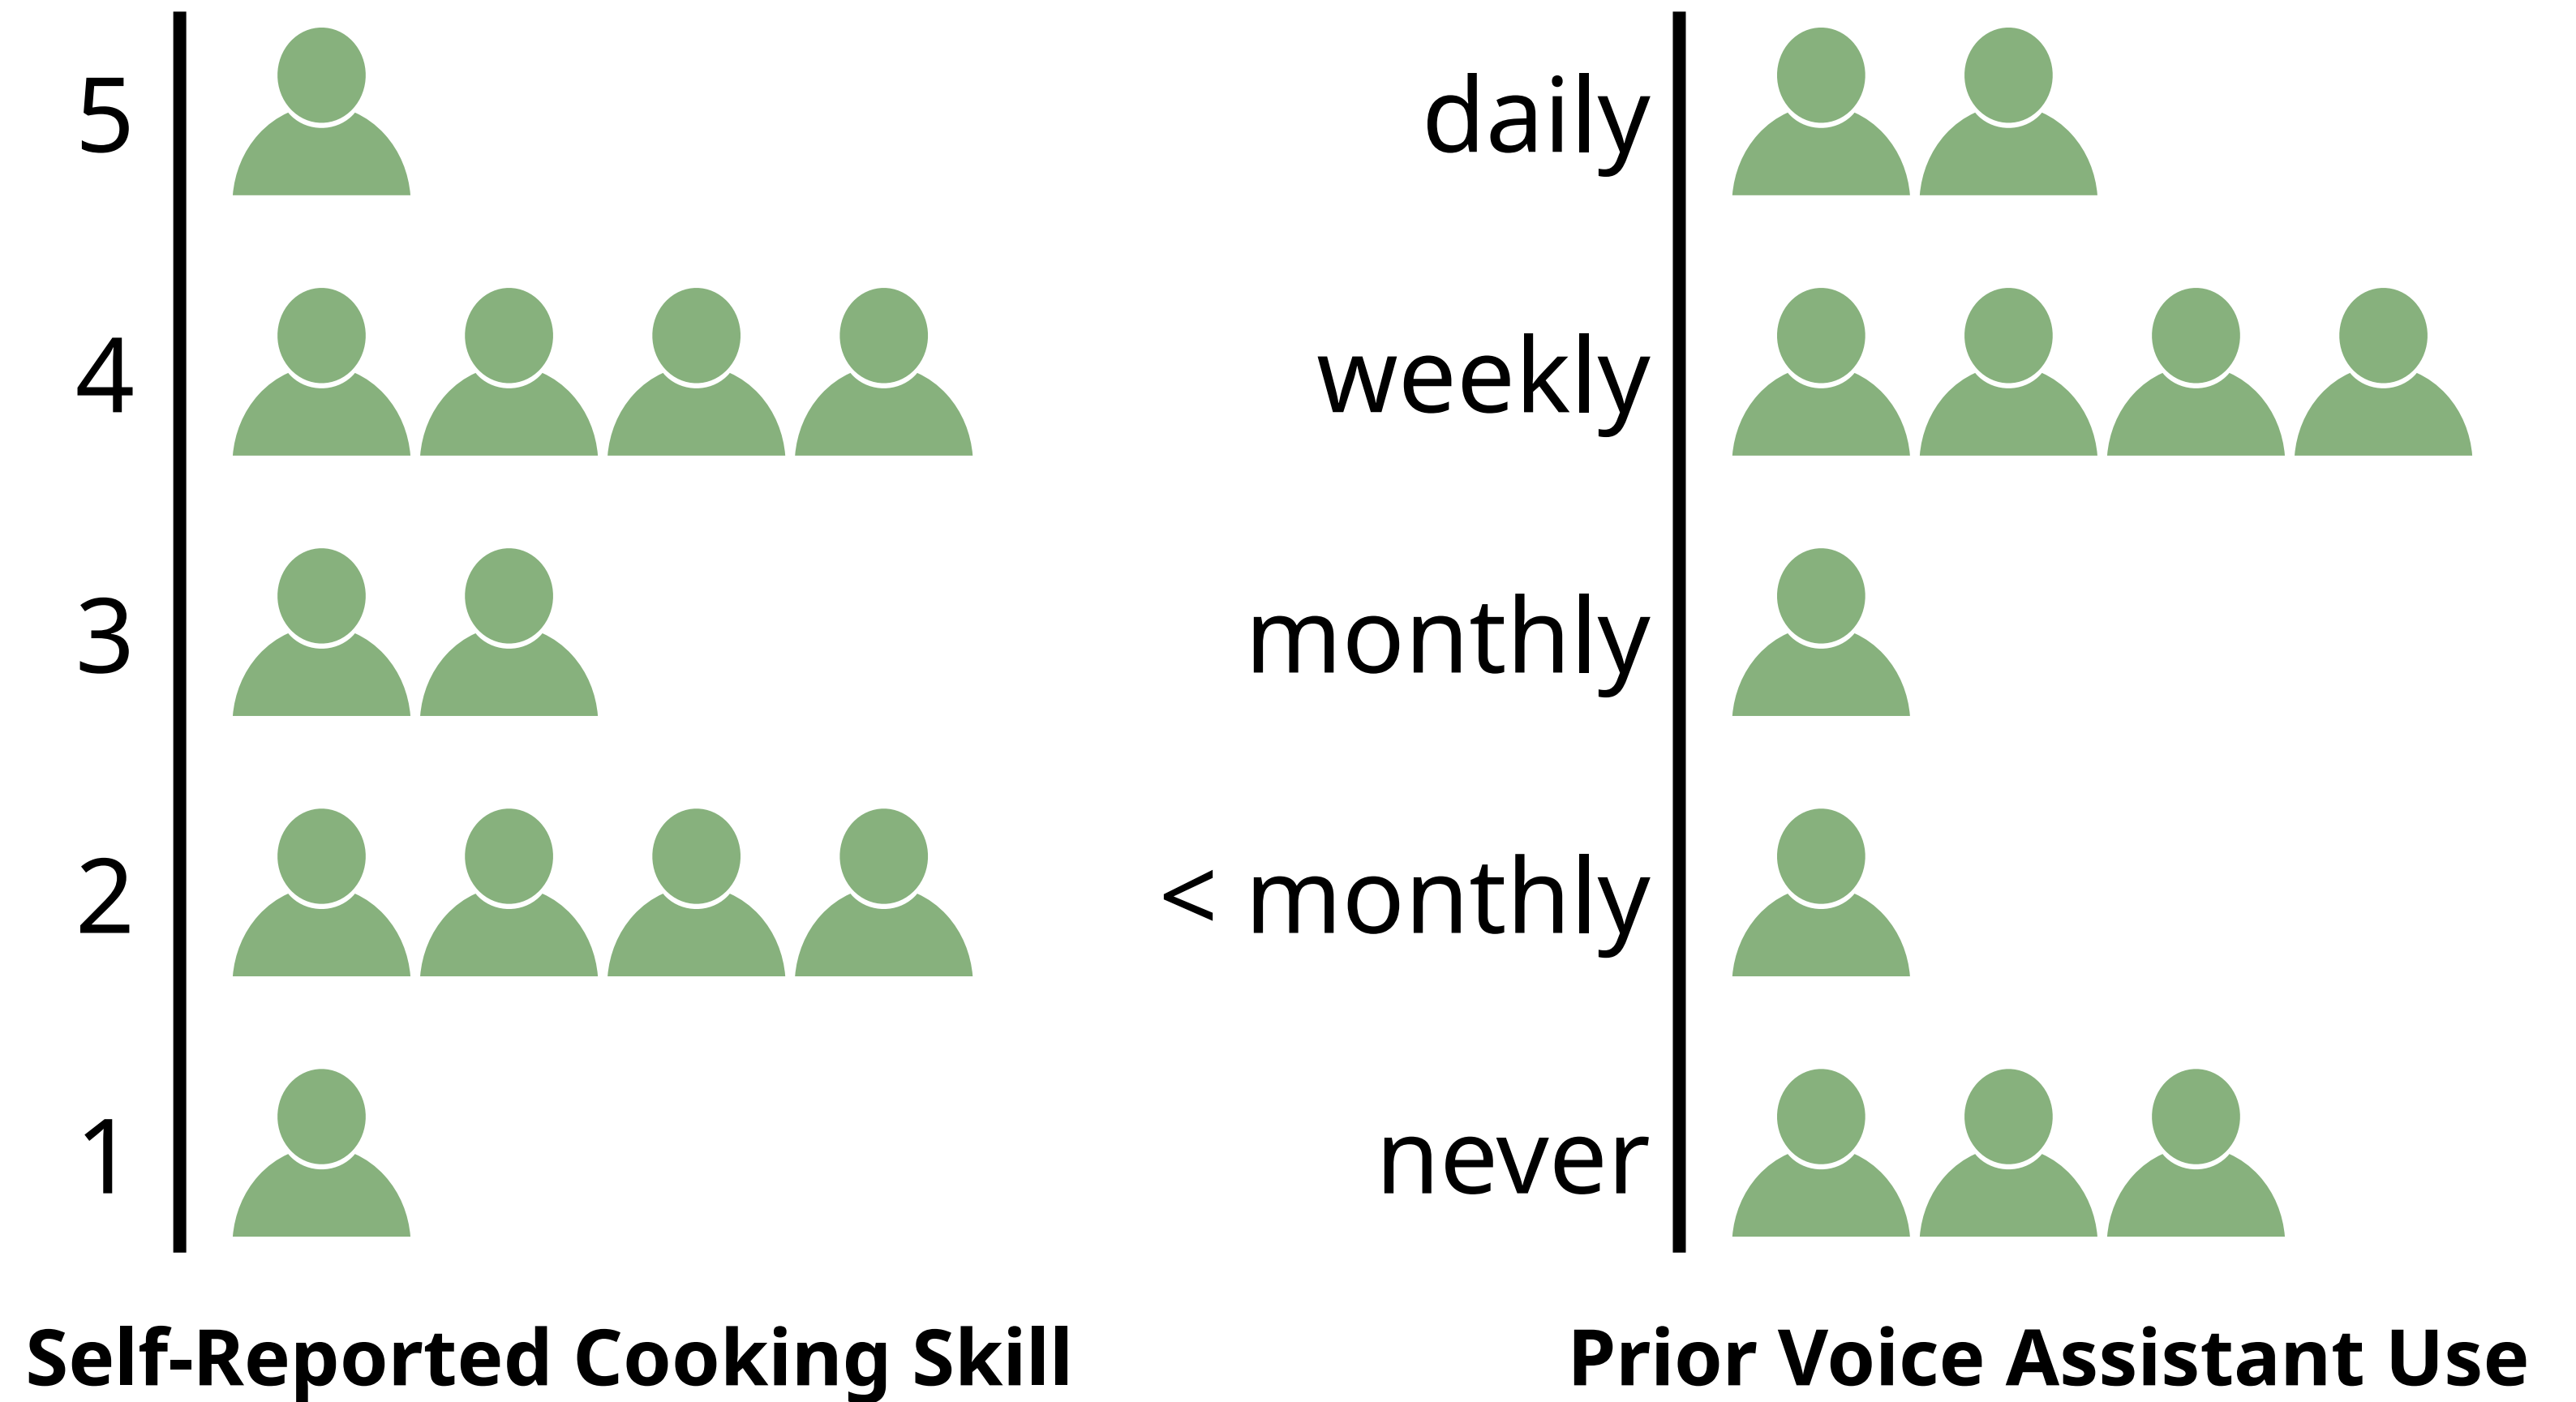 5
4
3
2
1
Self-Reported Cooking Skill
daily
weekly
monthly
< monthly
never
Prior Voice Assistant Use